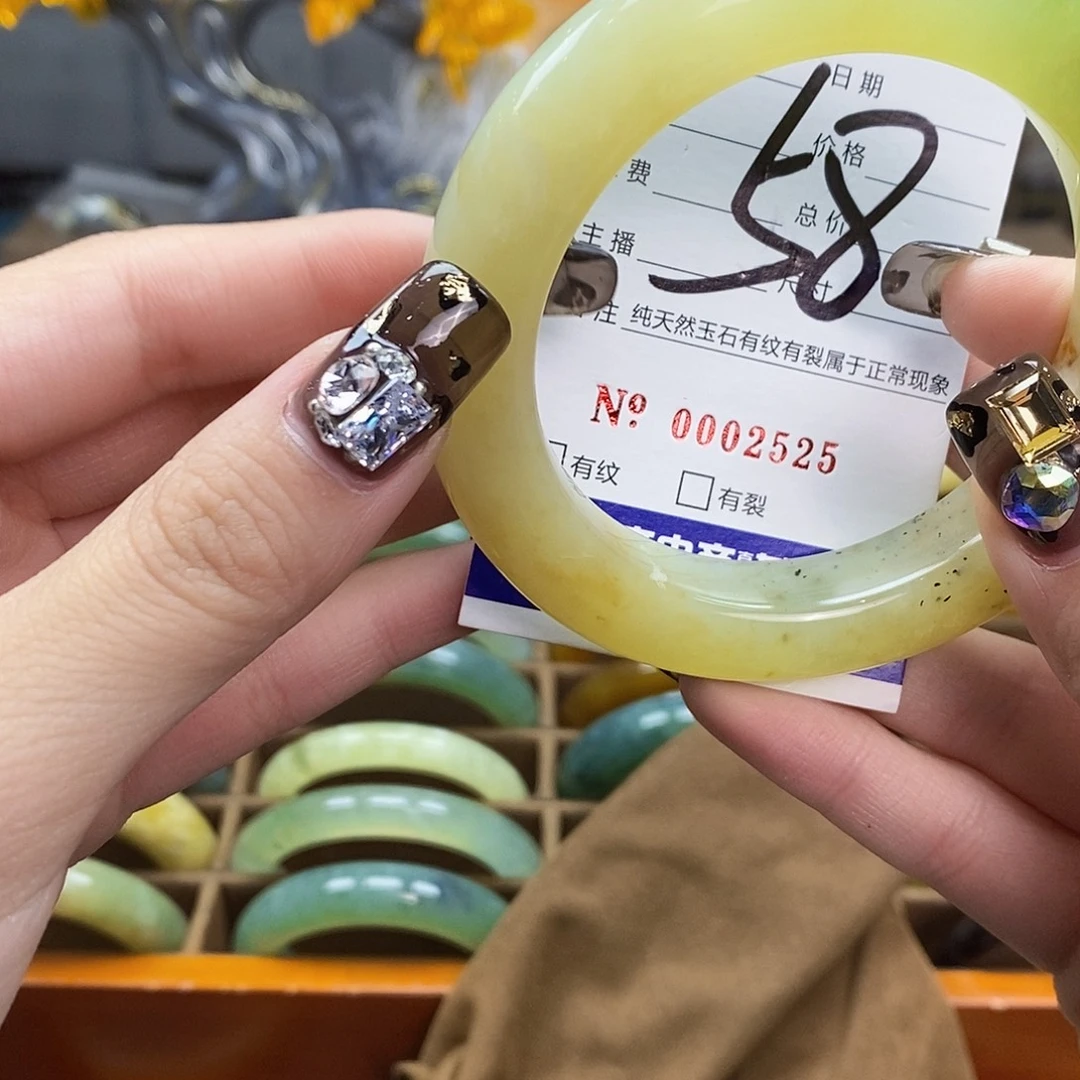 日期
58
价格
费
总价
主播
尺寸
注 纯天然玉石有纹有裂属于正常现象
Nº 0002525
有纹 有裂